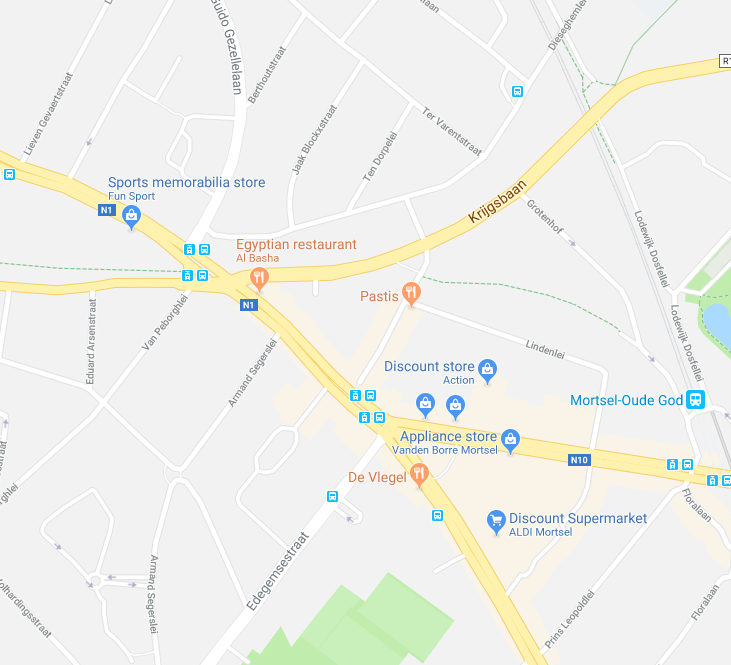 Guido Gezellelaan
Berthoutstraat
Dieseghemlei
R1
Lieven Gevaertstraat
Jaak Blockxstraat
Ter Varentstraat
Ten Dorpelei
Sports memorabilia store
Fun Sport
N1
Krijgsbaan
Grotenhof
Lodewijk Dosfellei
Egyptian restaurant
Al Basha
Pastis
N1
Van Peborghlei
Eduard Arsenstraat
Armand Segerslei
Lindenlei
Lodewijk Dosfellei
Discount store
Action
Mortsel-Oude God
Appliance store
Vanden Borre Mortsel
N10
De Vlegel
Discount Supermarket
ALDI Mortsel
Floralaan
Edegemsestraat
Armand Segerslei
Prins Leopoldlei
Floralaan